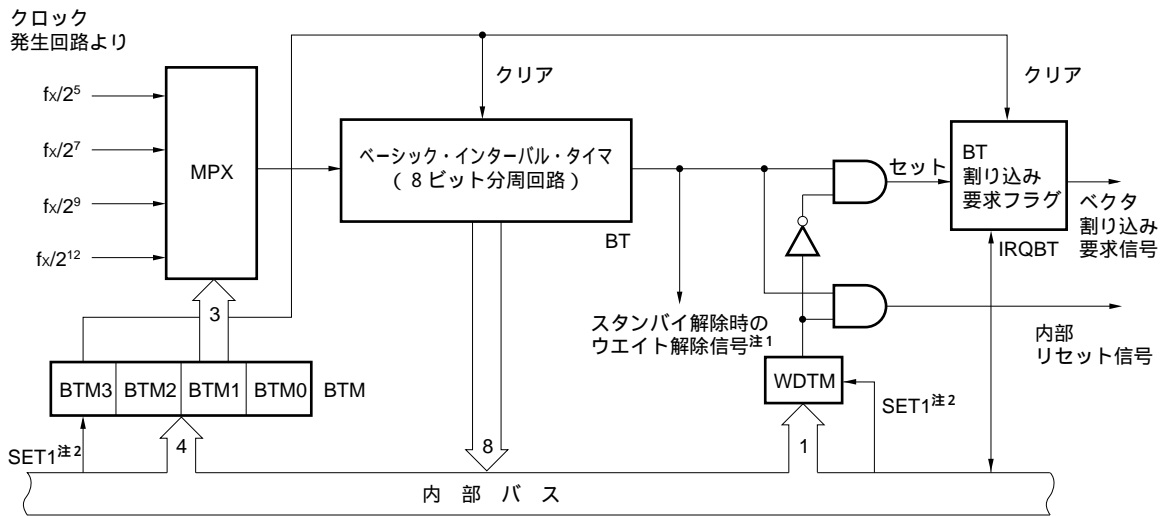 クロック
発生回路より
fX/2⁵
fX/2⁷
fX/2⁹
fX/2¹²
MPX
クリア
ベーシック・インターバル・タイマ
（８ビット分周回路）
BT
クリア
セット
BT
割り込み
要求フラグ
IRQBT
ベクタ
割り込み
要求信号
スタンバイ解除時の
ウエイト解除信号注1
内部
リセット信号
3
BTM3 BTM2 BTM1 BTM0 BTM
WDTM
SET1注2
SET1注2
4
8
1
内 部 バ ス